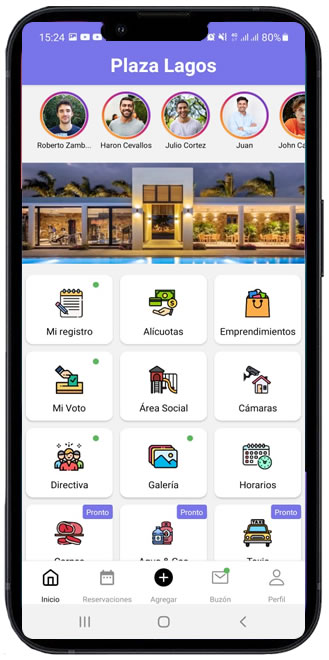 15:24 80%
Plaza Lagos
Roberto Zamb... Haron Cevallos Julio Cortez Juan John Ca
Mi registro Alícuotas Emprendimientos
Mi Voto Área Social Cámaras
Directiva Galería Horarios
Pronto Pronto Pronto
TAXI
Carnes Agua & Gas Taxis
Inicio Reservaciones Agregar Buzón Perfil